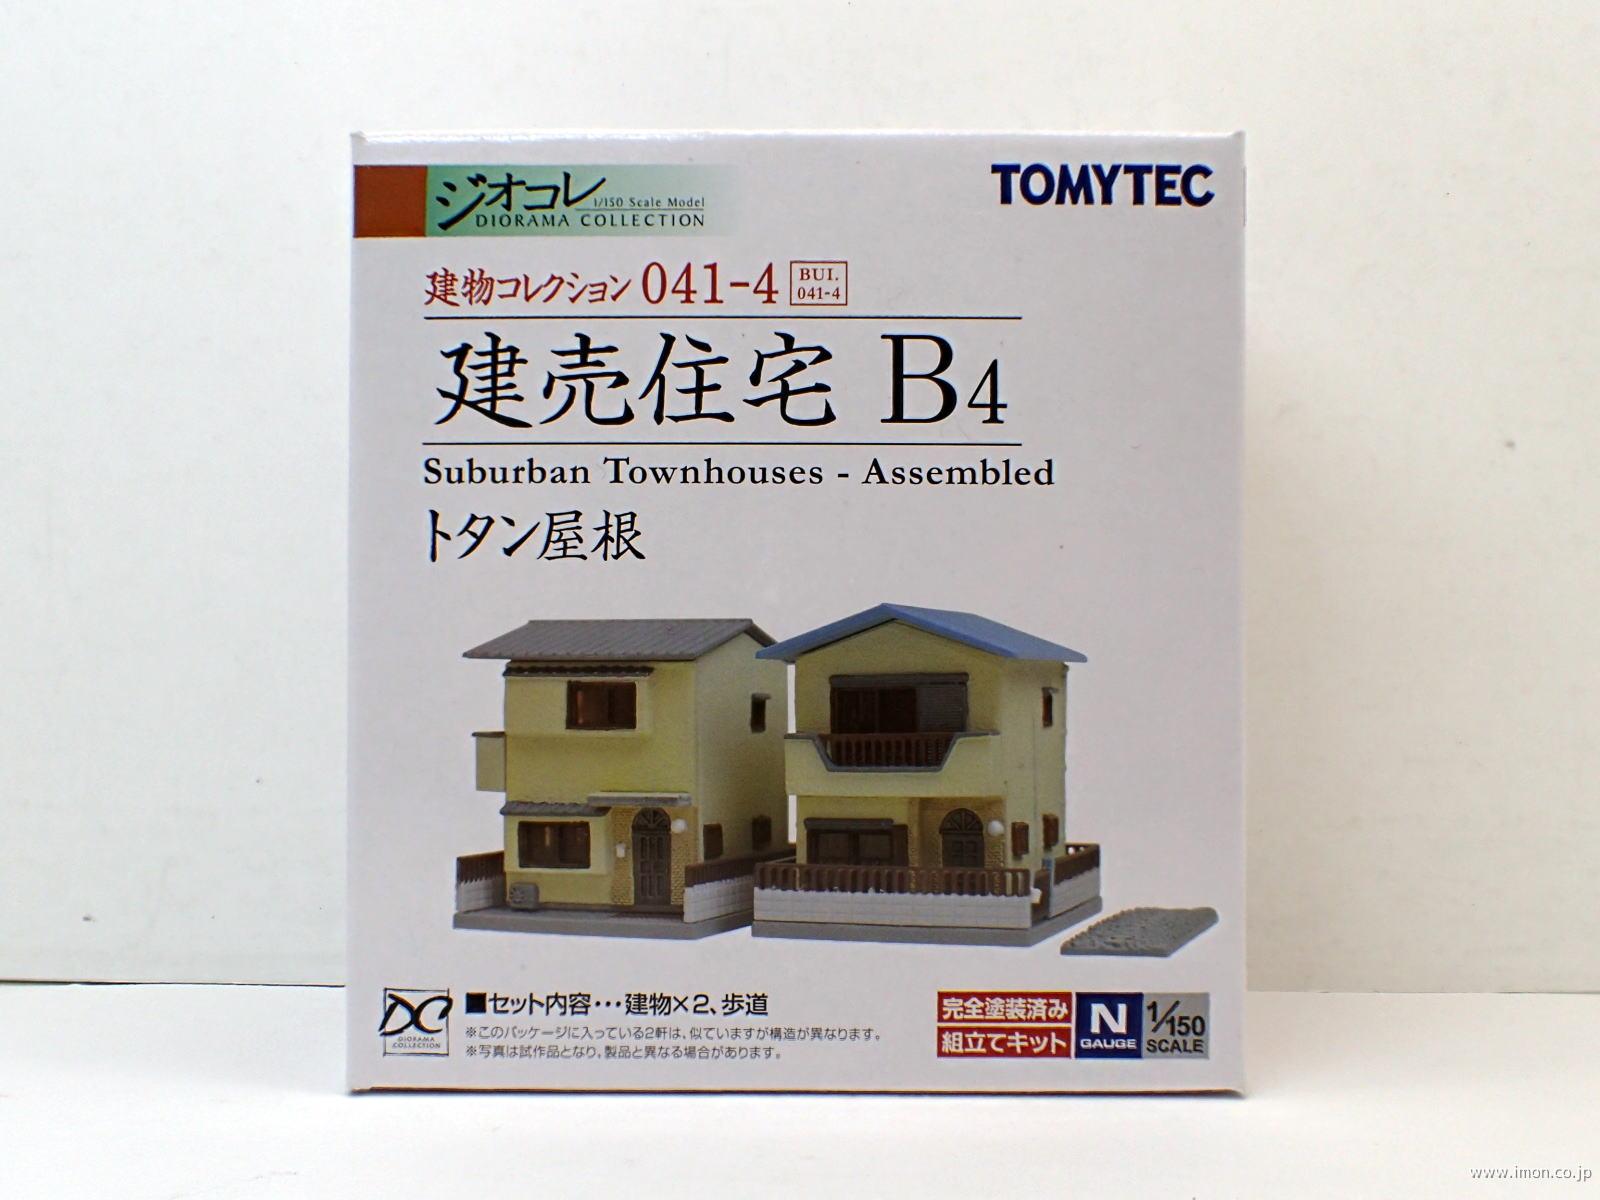 ジオコレ
1/150 Scale Model
DIORAMA COLLECTION
TOMYTEC
建物コレクション 041-4
BUI.
041-4
建売住宅 B4
Suburban Townhouses - Assembled
トタン屋根
DC
DIORAMA
COLLECTION
■セット内容･･･建物×2、歩道
※このパッケージに入っている2軒は、似ていますが構造が異なります。
※写真は試作品となり、製品と異なる場合があります。
完全塗装済み
組立てキット
N
GAUGE
1/150
SCALE
www.imon.co.jp